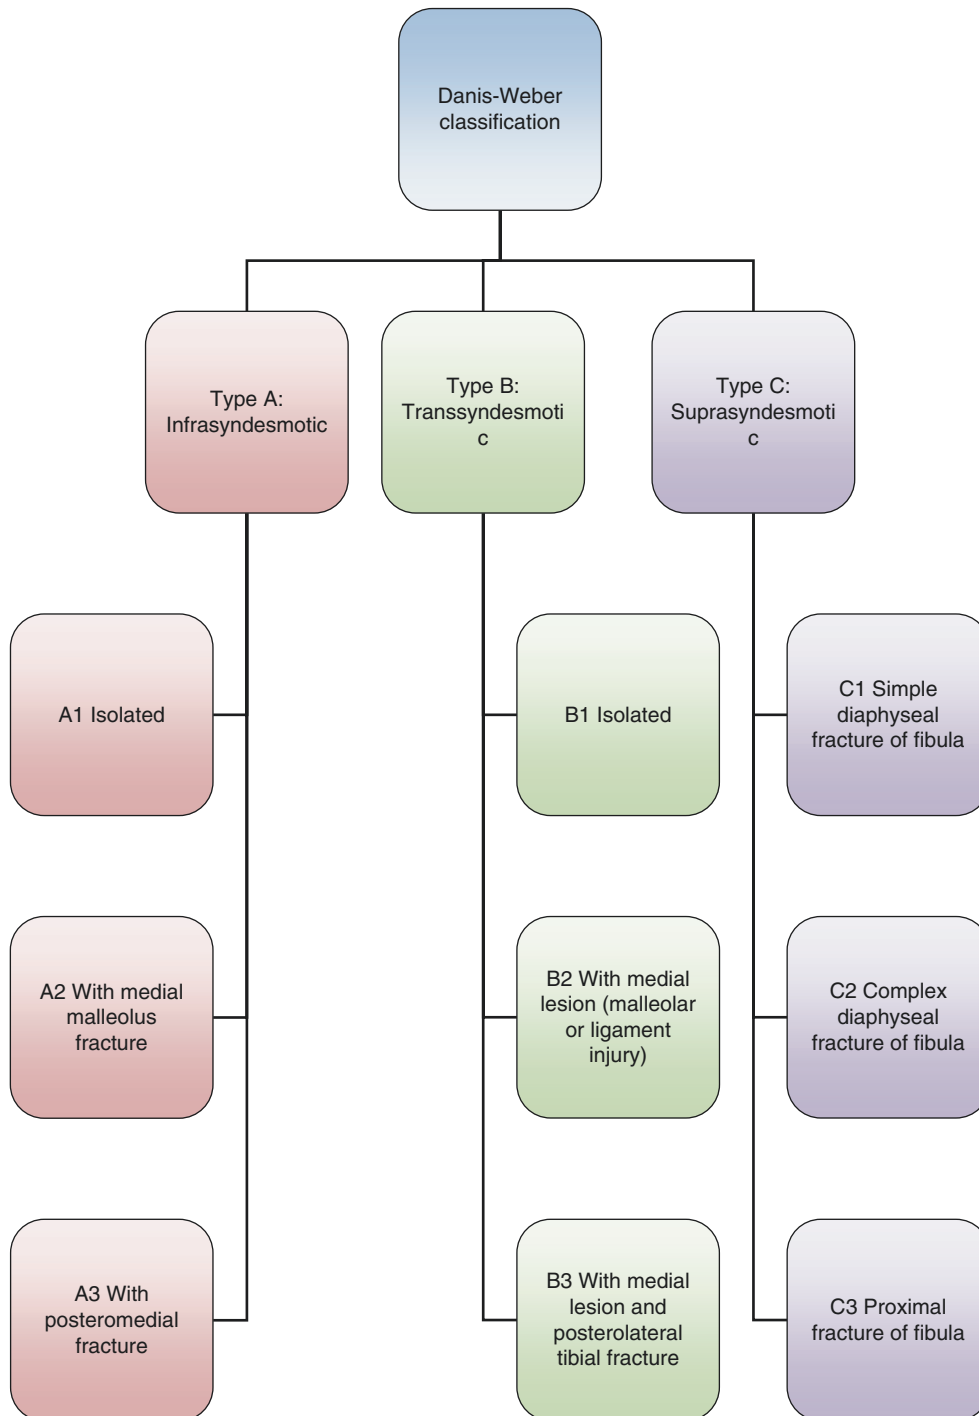 Danis-Weber
classification
Type A:
Infrasyndesmotic
Type B:
Transsyndesmoti
c
Type C:
Suprasyndesmoti
c
A1 Isolated
B1 Isolated
C1 Simple
diaphyseal
fracture of fibula
A2 With medial
malleolus
fracture
B2 With medial
lesion (malleolar
or ligament
injury)
C2 Complex
diaphyseal
fracture of fibula
A3 With
posteromedial
fracture
B3 With medial
lesion and
posterolateral
tibial fracture
C3 Proximal
fracture of fibula